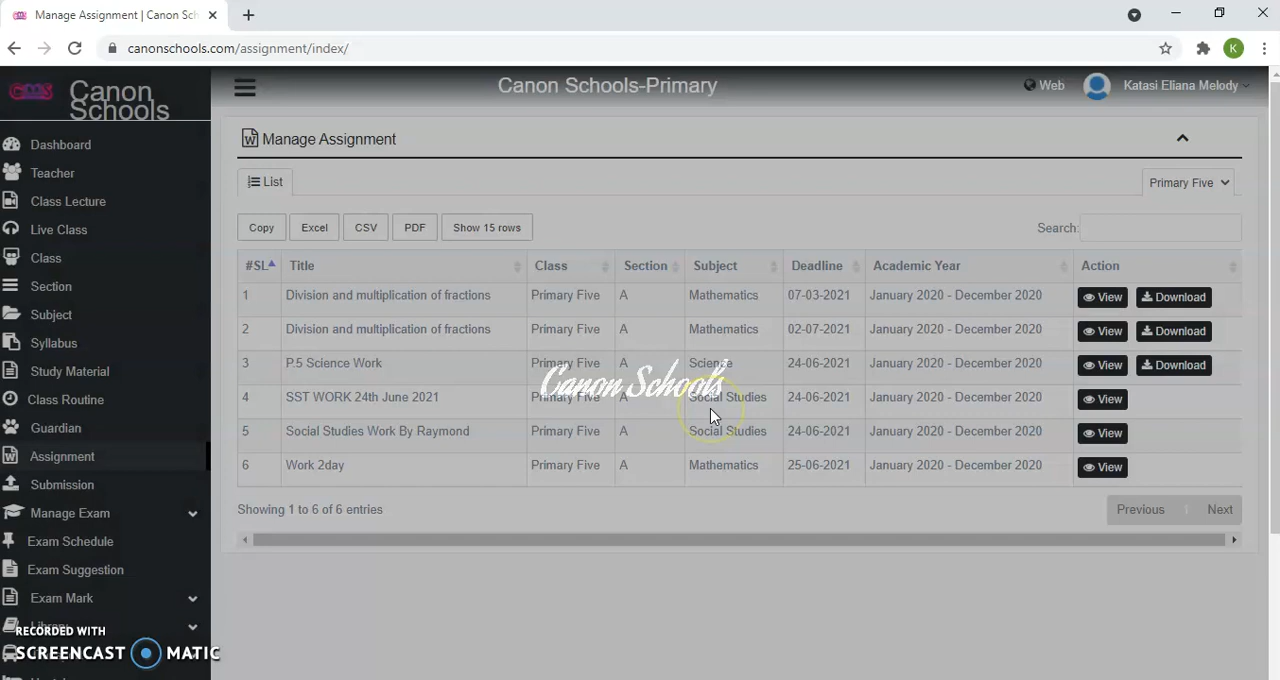 Manage Assignment | Canon Sch
canonschools.com/assignment/index/
K
GMS
Canon
Schools
Canon Schools-Primary
Web
Katasi Eliana Melody
Dashboard
Teacher
Class Lecture
Live Class
Class
Section
Subject
Syllabus
Study Material
Class Routine
Guardian
Assignment
Submission
Manage Exam
Exam Schedule
Exam Suggestion
Exam Mark
Library
RECORDED WITH
SCREENCAST MATIC
Manage Assignment
List
Primary Five
Copy Excel CSV PDF Show 15 rows
Search:
#SL Title Class Section Subject Deadline Academic Year Action
1 Division and multiplication of fractions Primary Five A Mathematics 07-03-2021 January 2020 - December 2020 View Download
2 Division and multiplication of fractions Primary Five A Mathematics 02-07-2021 January 2020 - December 2020 View Download
3 P.5 Science Work Primary Five A Science 24-06-2021 January 2020 - December 2020 View Download
Canon Schools
4 SST WORK 24th June 2021 Primary Five A Social Studies 24-06-2021 January 2020 - December 2020 View
5 Social Studies Work By Raymond Primary Five A Social Studies 24-06-2021 January 2020 - December 2020 View
6 Work 2day Primary Five A Mathematics 25-06-2021 January 2020 - December 2020 View
Showing 1 to 6 of 6 entries
Previous 1 Next